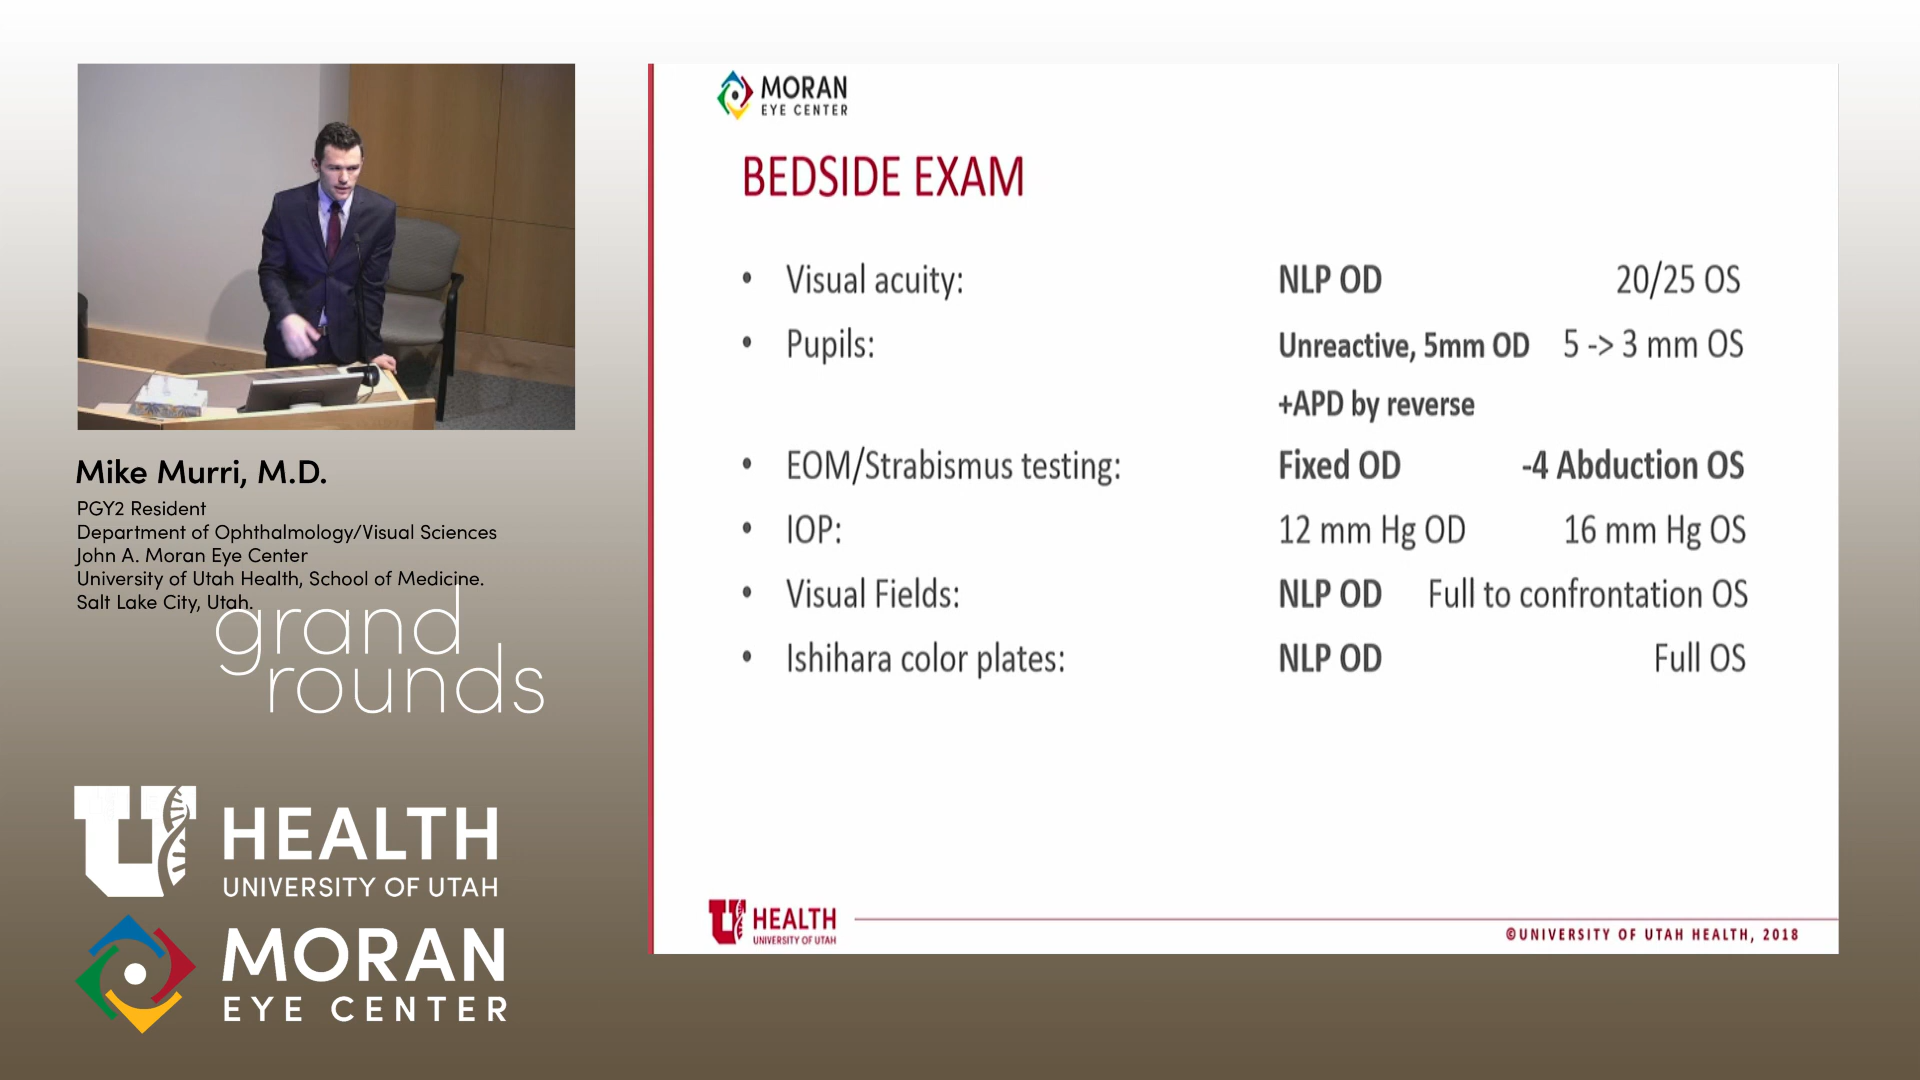 Mike Murri, M.D.
PGY2 Resident
Department of Ophthalmology/Visual Sciences
John A. Moran Eye Center
University of Utah Health, School of Medicine.
Salt Lake City, Utah.
grand
rounds
U HEALTH
UNIVERSITY OF UTAH
MORAN
EYE CENTER
MORAN
EYE CENTER
BEDSIDE EXAM
• Visual acuity: NLP OD 20/25 OS
• Pupils: Unreactive, 5mm OD 5 -> 3 mm OS
+APD by reverse
• EOM/Strabismus testing: Fixed OD -4 Abduction OS
• IOP: 12 mm Hg OD 16 mm Hg OS
• Visual Fields: NLP OD Full to confrontation OS
• Ishihara color plates: NLP OD Full OS
U HEALTH
UNIVERSITY OF UTAH
©UNIVERSITY OF UTAH HEALTH, 2018